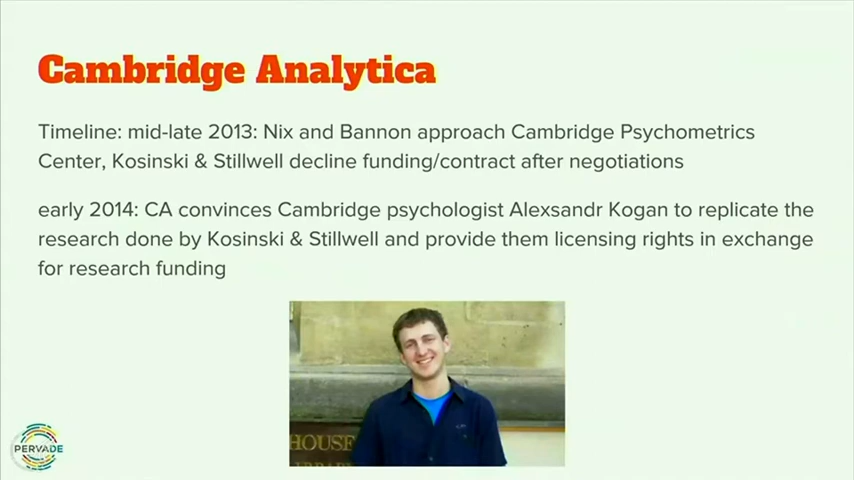 Cambridge Analytica
Timeline: mid-late 2013: Nix and Bannon approach Cambridge Psychometrics
Center, Kosinski & Stillwell decline funding/contract after negotiations
early 2014: CA convinces Cambridge psychologist Alexsandr Kogan to replicate the
research done by Kosinski & Stillwell and provide them licensing rights in exchange
for research funding
HOUSE
PERVADE